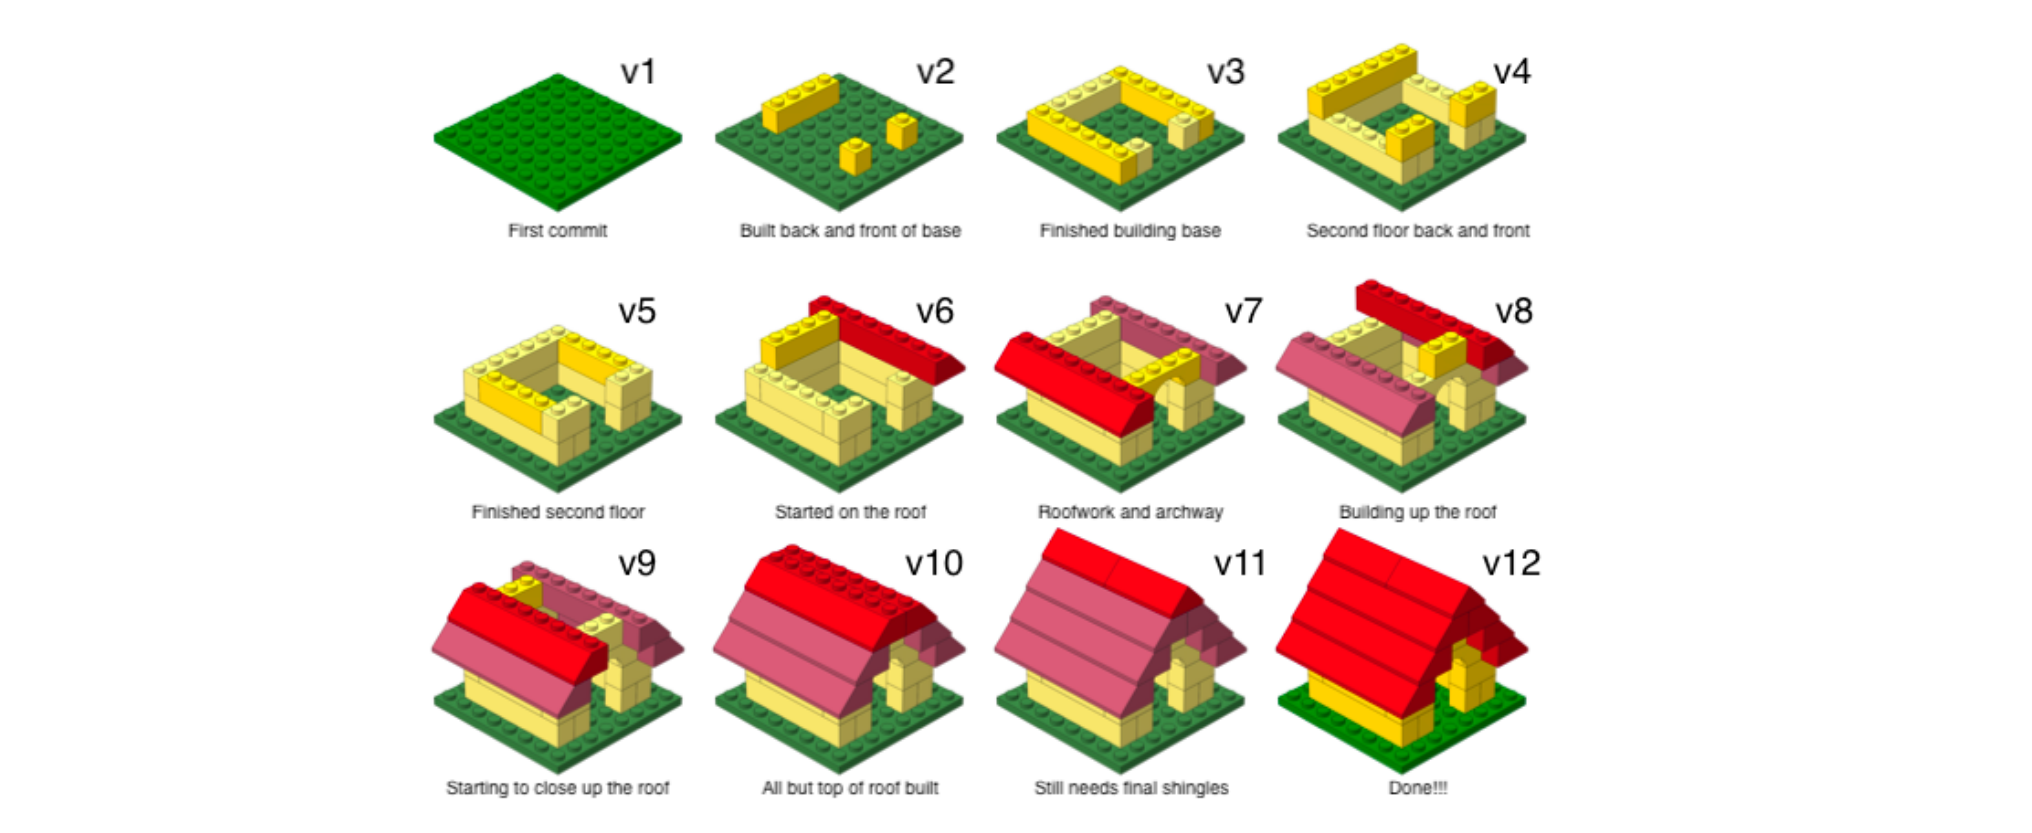 v1
v2
v3
v4
First commit
Built back and front of base
Finished building base
Second floor back and front
v5
v6
v7
v8
Finished second floor
Started on the roof
Roofwork and archway
Building up the roof
v9
v10
v11
v12
Starting to close up the roof
All but top of roof built
Still needs final shingles
Done!!!